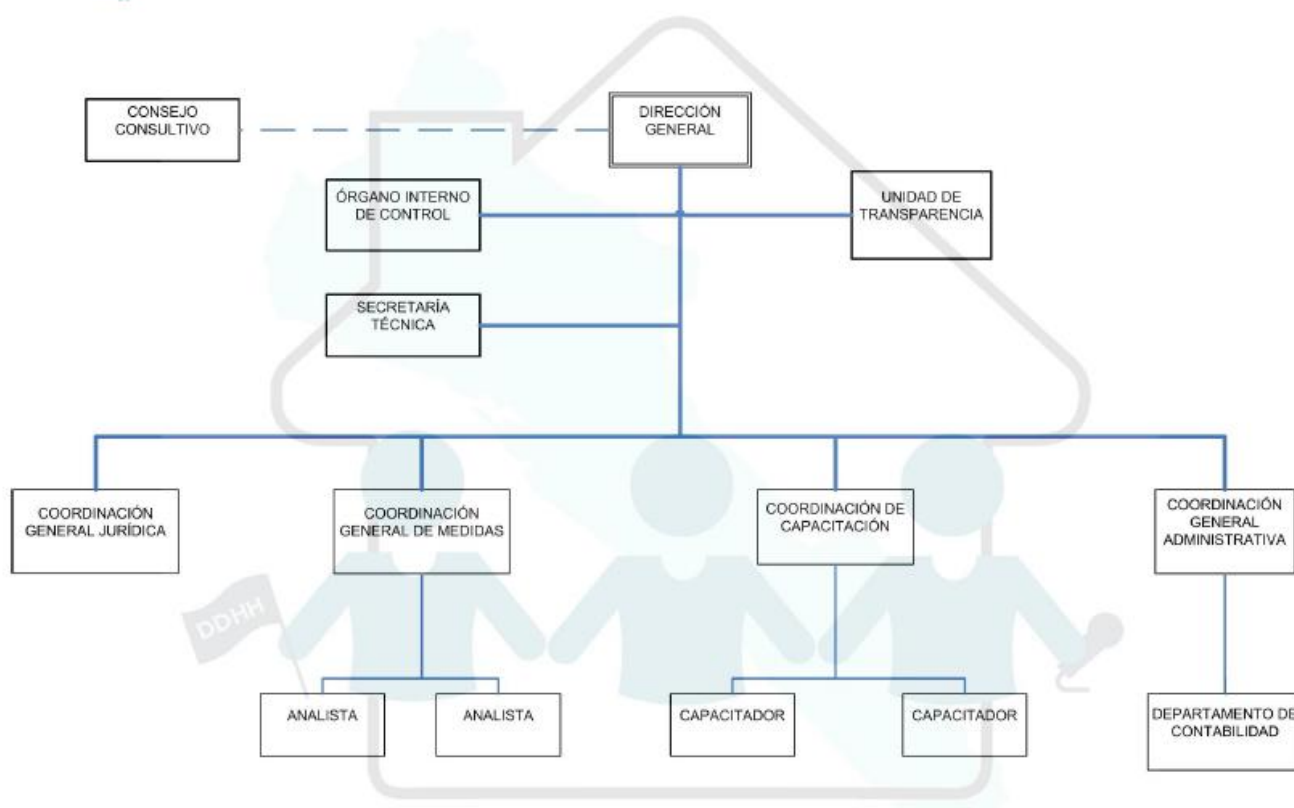 CONSEJO
CONSULTIVO
DIRECCIÓN
GENERAL
ÓRGANO INTERNO
DE CONTROL
UNIDAD DE
TRANSPARENCIA
SECRETARÍA
TÉCNICA
COORDINACIÓN
GENERAL JURÍDICA
COORDINACIÓN
GENERAL DE MEDIDAS
COORDINACIÓN DE
CAPACITACIÓN
COORDINACIÓN
GENERAL
ADMINISTRATIVA
DDHH
ANALISTA
ANALISTA
CAPACITADOR
CAPACITADOR
DEPARTAMENTO DE
CONTABILIDAD